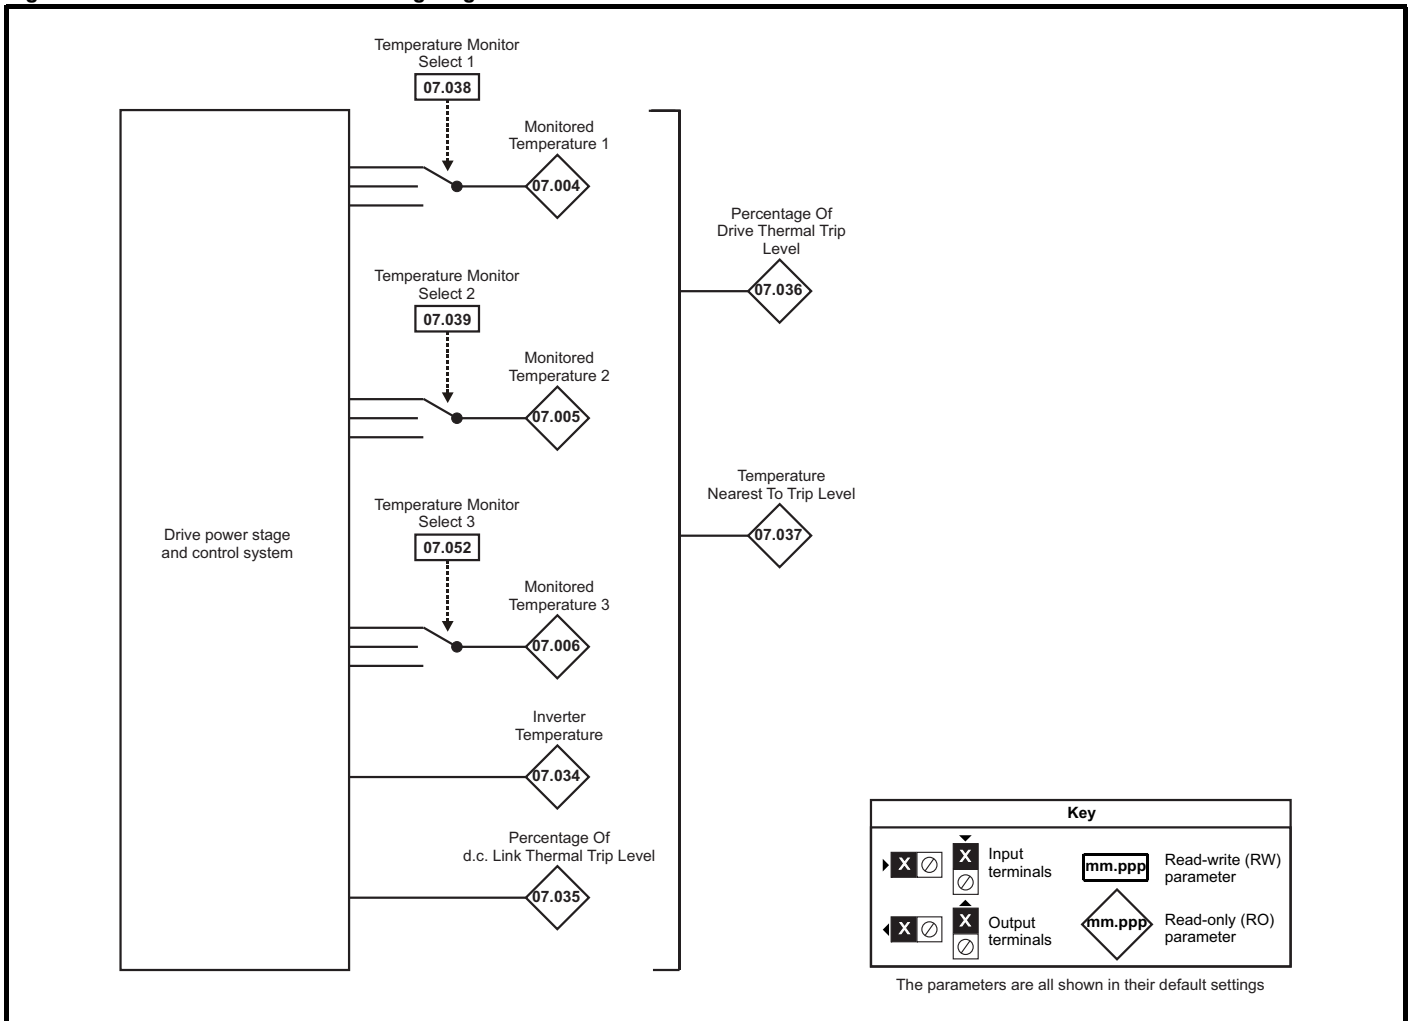 Temperature Monitor
Select 1
07.038
Monitored
Temperature 1
07.004
Percentage Of
Drive Thermal Trip
Level
07.036
Temperature Monitor
Select 2
07.039
Monitored
Temperature 2
07.005
Temperature
Nearest To Trip Level
07.037
Drive power stage
and control system
Temperature Monitor
Select 3
07.052
Monitored
Temperature 3
07.006
Inverter
Temperature
07.034
Percentage Of
d.c. Link Thermal Trip Level
07.035
Key
X
X
Input
terminals
mm.ppp
Read-write (RW)
parameter
X
X
Output
terminals
mm.ppp
Read-only (RO)
parameter
The parameters are all shown in their default settings